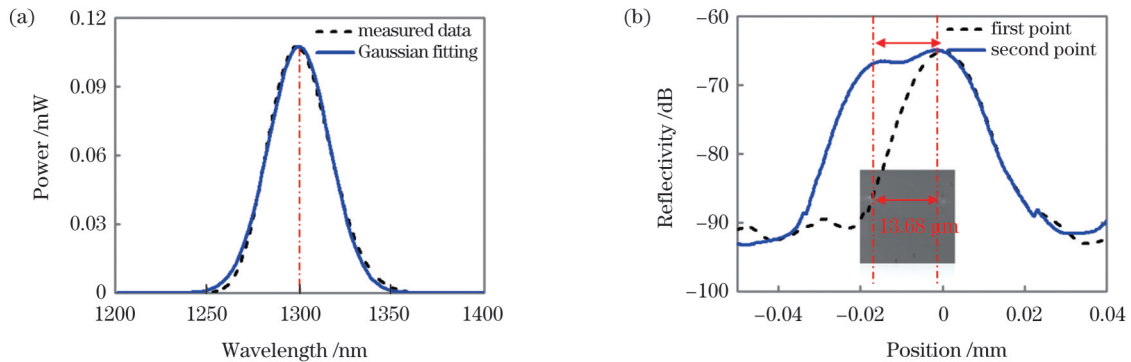 (a)
0.12
0.09
0.06
0.03
0
Power /mW
measured data
Gaussian fitting
1200
1250
1300
1350
1400
Wavelength /nm
(b)
−60
−70
−80
−90
−100
Reflectivity /dB
first point
second point
13.68 μm
−0.04
−0.02
0
0.02
0.04
Position /mm